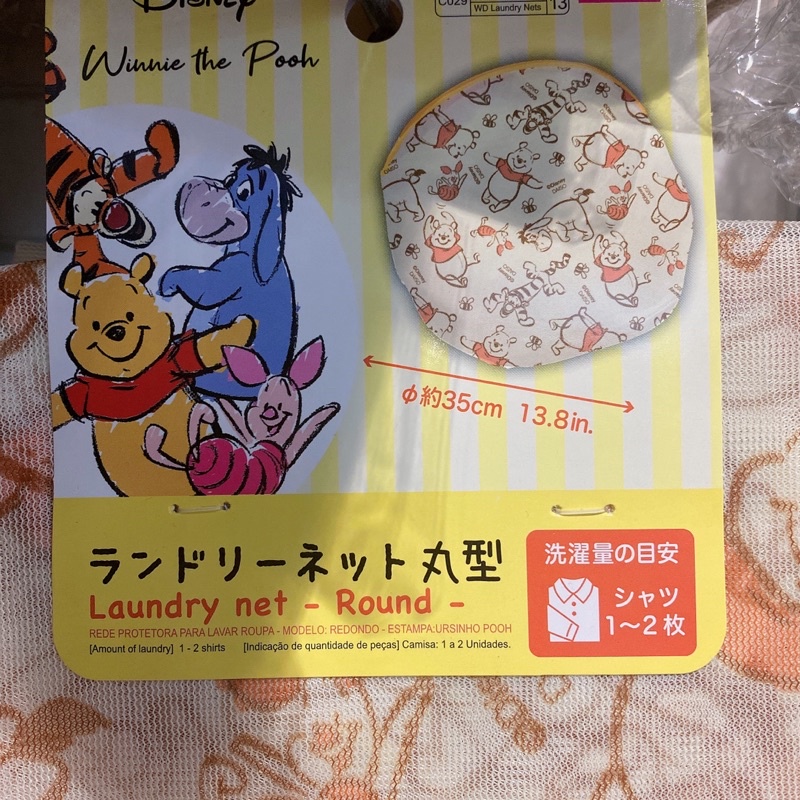 Disney
C029
WD Laundry Nets
13
Winnie the Pooh
φ約35cm 13.8in.
ランドリーネット丸型
Laundry net - Round -
REDE PROTETORA PARA LAVAR ROUPA - MODELO: REDONDO - ESTAMPA:URSINHO POOH
[Amount of laundry] 1 - 2 shirts [Indicação de quantidade de peças] Camisa: 1 a 2 Unidades.
洗濯量の目安
シャツ
1～2枚